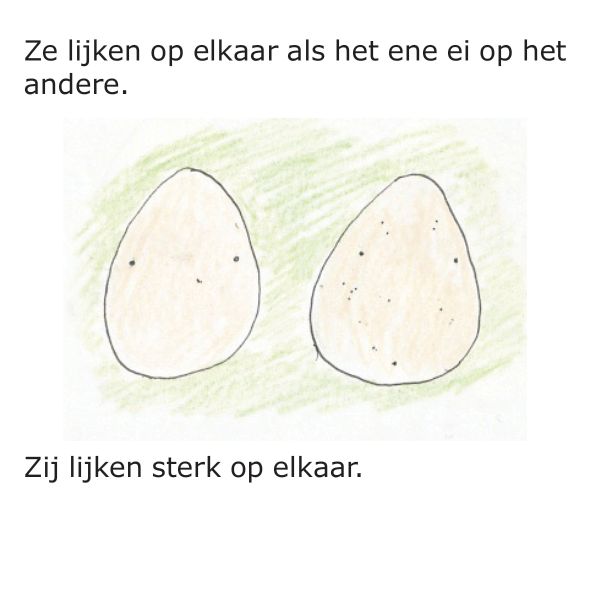 Ze lijken op elkaar als het ene ei op het
andere.
Zij lijken sterk op elkaar.